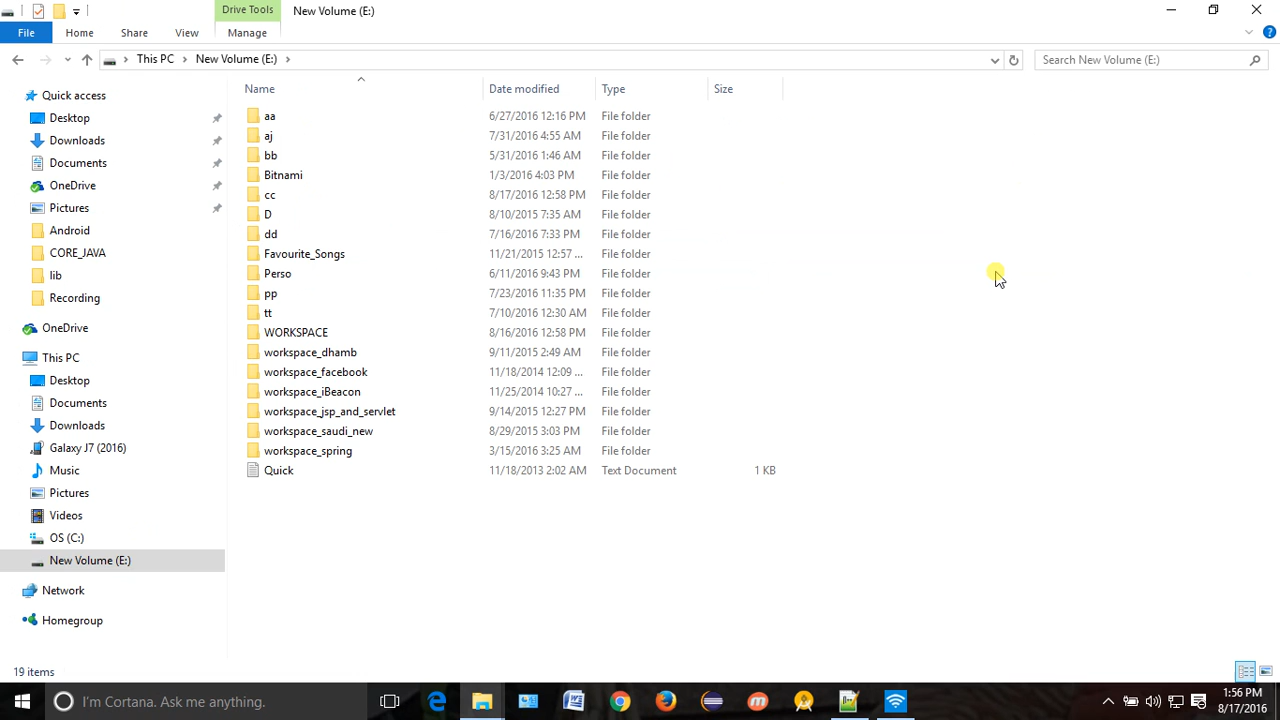 Drive Tools New Volume (E:)
File Home Share View Manage
This PC New Volume (E:) Search New Volume (E:)
Quick access
Desktop
Downloads
Documents
OneDrive
Pictures
Android
CORE_JAVA
lib
Recording
OneDrive
This PC
Desktop
Documents
Downloads
Galaxy J7 (2016)
Music
Pictures
Videos
OS (C:)
New Volume (E:)
Network
Homegroup
Name Date modified Type Size
aa 6/27/2016 12:16 PM File folder
aj 7/31/2016 4:55 AM File folder
bb 5/31/2016 1:46 AM File folder
Bitnami 1/3/2016 4:03 PM File folder
cc 8/17/2016 12:58 PM File folder
D 8/10/2015 7:35 AM File folder
dd 7/16/2016 7:33 PM File folder
Favourite_Songs 11/21/2015 12:57 ... File folder
Perso 6/11/2016 9:43 PM File folder
pp 7/23/2016 11:35 PM File folder
tt 7/10/2016 12:30 AM File folder
WORKSPACE 8/16/2016 12:58 PM File folder
workspace_dhamb 9/11/2015 2:49 AM File folder
workspace_facebook 11/18/2014 12:09 ... File folder
workspace_iBeacon 11/25/2014 10:27 ... File folder
workspace_jsp_and_servlet 9/14/2015 12:27 PM File folder
workspace_saudi_new 8/29/2015 3:03 PM File folder
workspace_spring 3/15/2016 3:25 AM File folder
Quick 11/18/2013 2:02 AM Text Document 1 KB
19 items
I'm Cortana. Ask me anything.
1:56 PM
8/17/2016